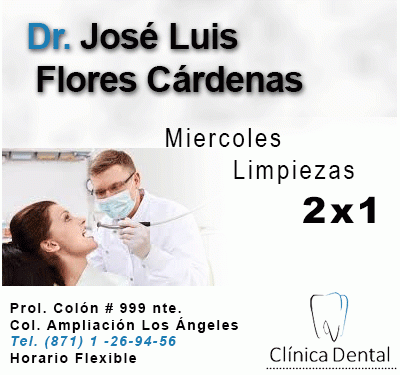 Dr. José Luis
Flores Cárdenas
Miercoles
Limpiezas
2x1
Prol. Colón # 999 nte.
Col. Ampliación Los Ángeles
Tel. (871) 1 -26-94-56
Horario Flexible
Clínica Dental